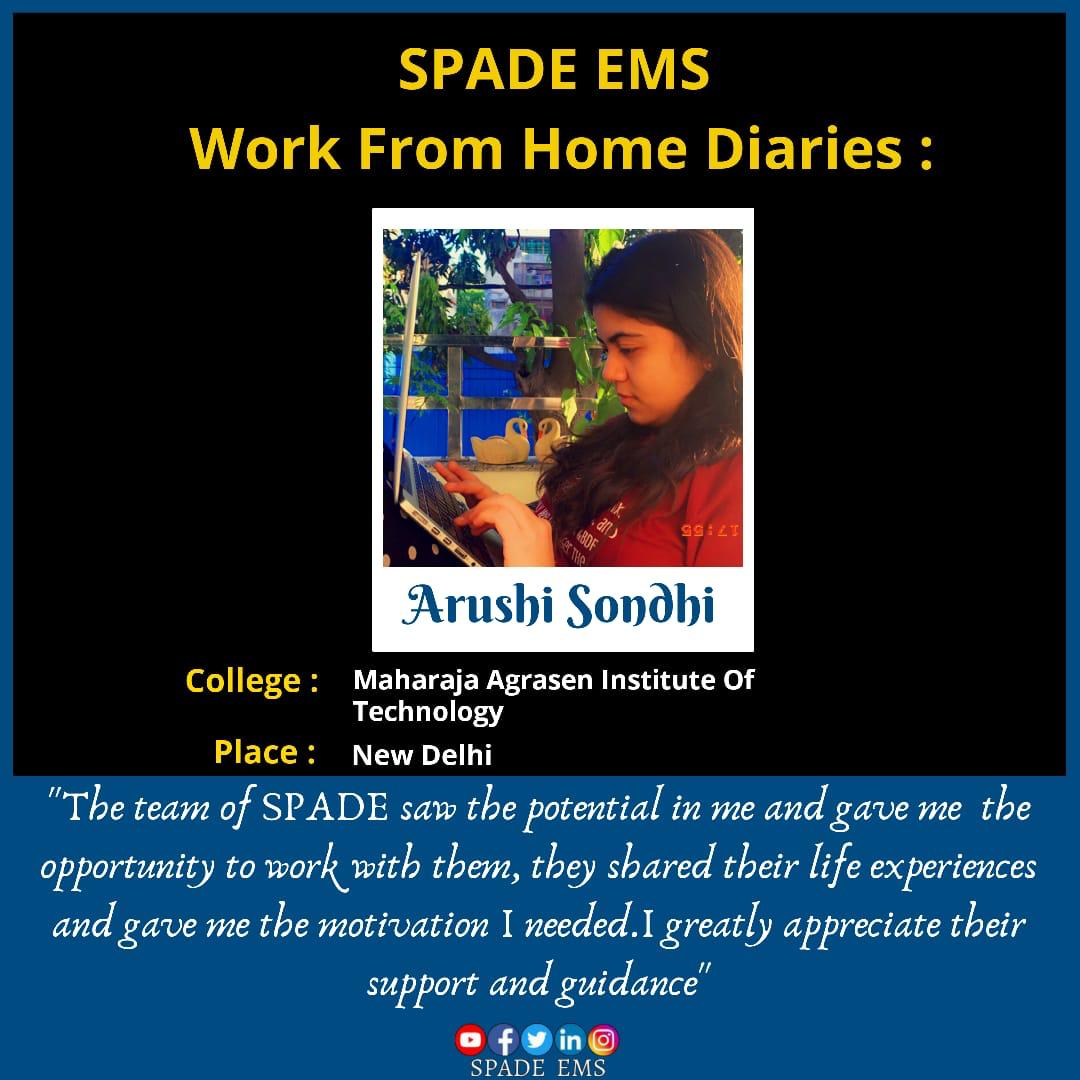 SPADE EMS
Work From Home Diaries :
Arushi Sondhi
College : Maharaja Agrasen Institute Of
Technology
Place : New Delhi
"The team of SPADE saw the potential in me and gave me the
opportunity to work with them, they shared their life experiences
and gave me the motivation I needed.I greatly appreciate their
support and guidance"
SPADE EMS